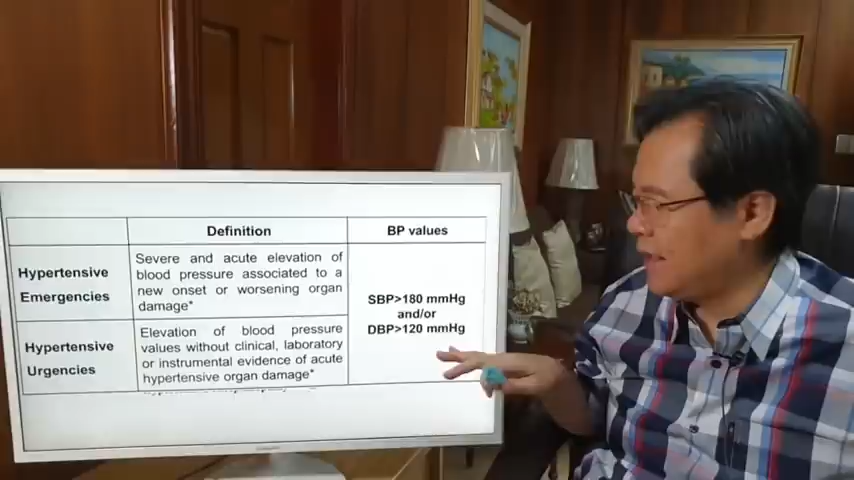 Definition
BP values
Hypertensive
Emergencies
Severe and acute elevation of
blood pressure associated to a
new onset or worsening organ
damage*
SBP>180 mmHg
and/or
DBP>120 mmHg
Hypertensive
Urgencies
Elevation of blood pressure
values without clinical, laboratory
or instrumental evidence of acute
hypertensive organ damage*